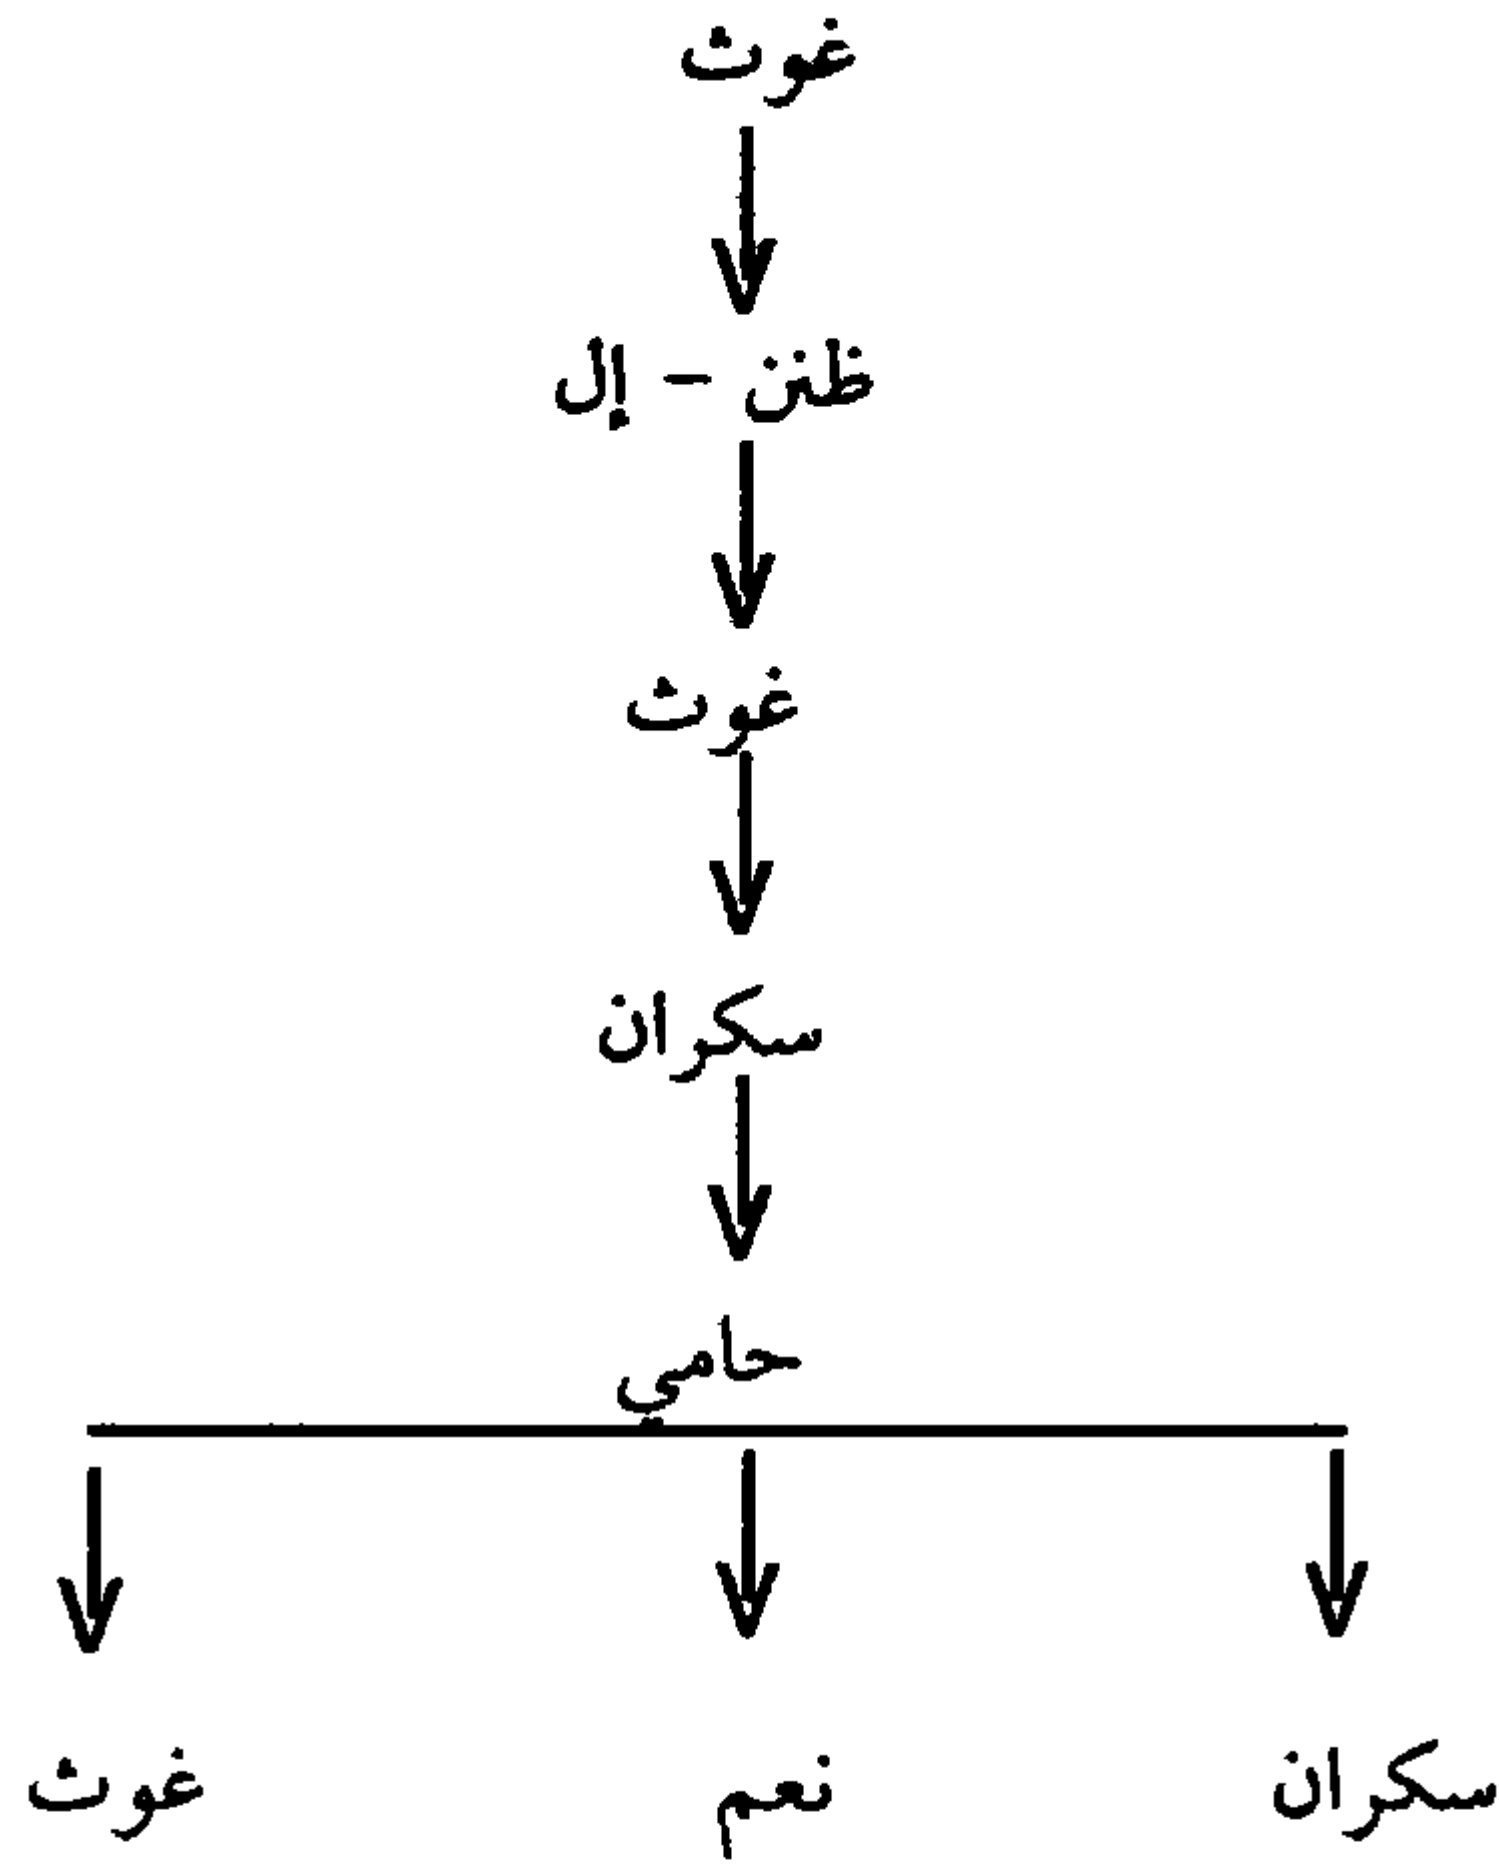 غوث
ظنن - إل
غوث
سكران
حامي
سكران نعم غوث